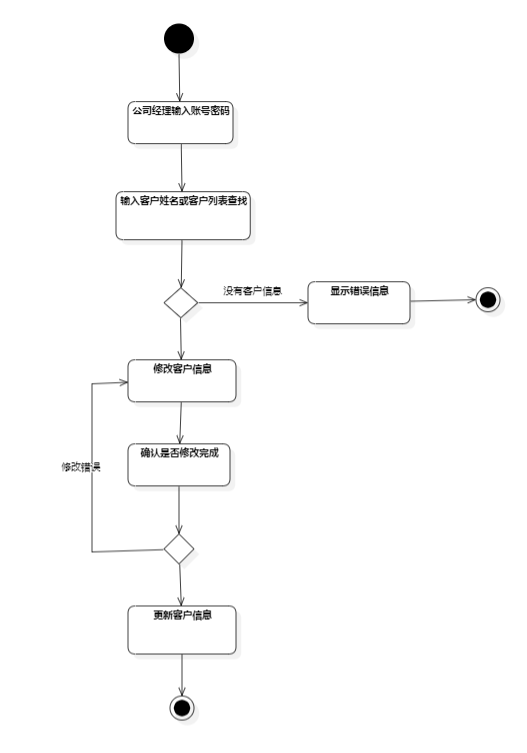 公司经理输入账号密码
输入客户姓名或客户列表查找
没有客户信息
显示错误信息
修改客户信息
确认是否修改完成
修改错误
更新客户信息